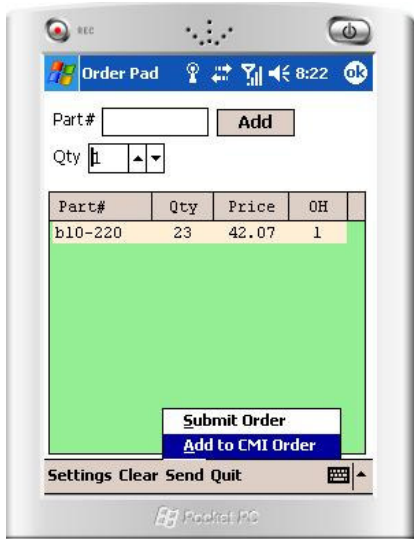 REC
Order Pad 8:22 ok
Part# Add
Qty 1
Part# Qty Price OH
b10-220 23 42.07 1
Submit Order
Add to CMI Order
Settings Clear Send Quit
Pocket PC